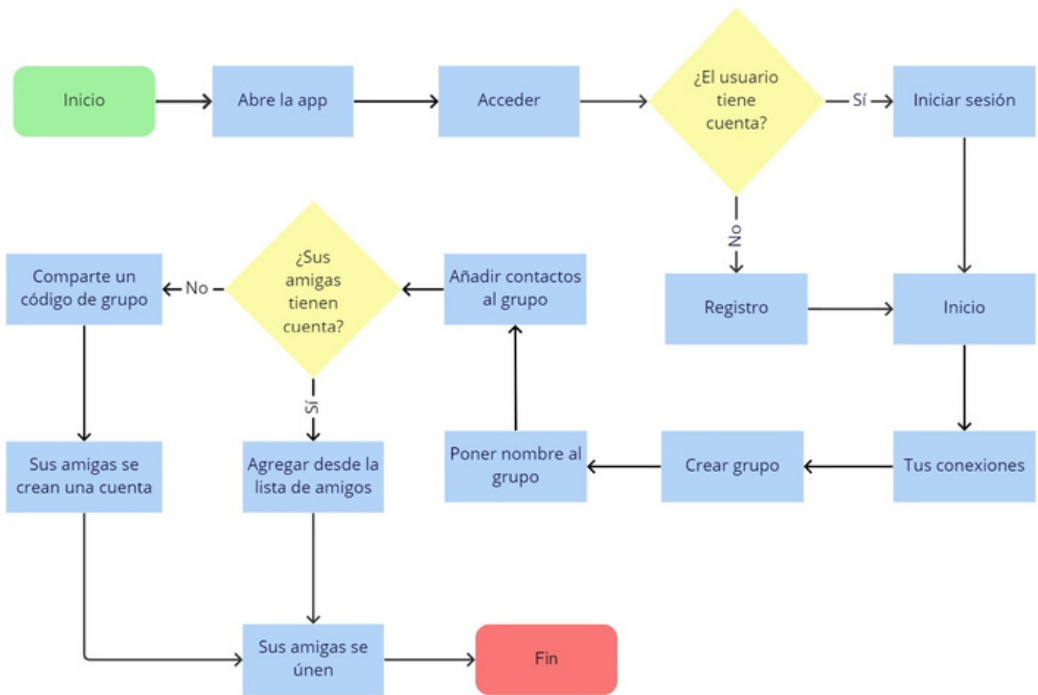 Inicio
Abre la app
Acceder
¿El usuario
tiene
cuenta?
Sí
Iniciar sesión
No
Registro
Inicio
Tus conexiones
Crear grupo
Poner nombre al
grupo
Añadir contactos
al grupo
¿Sus
amigas
tienen
cuenta?
No
Comparte un
código de grupo
Sus amigas se
crean una cuenta
Sí
Agregar desde la
lista de amigos
Sus amigas se
únen
Fin